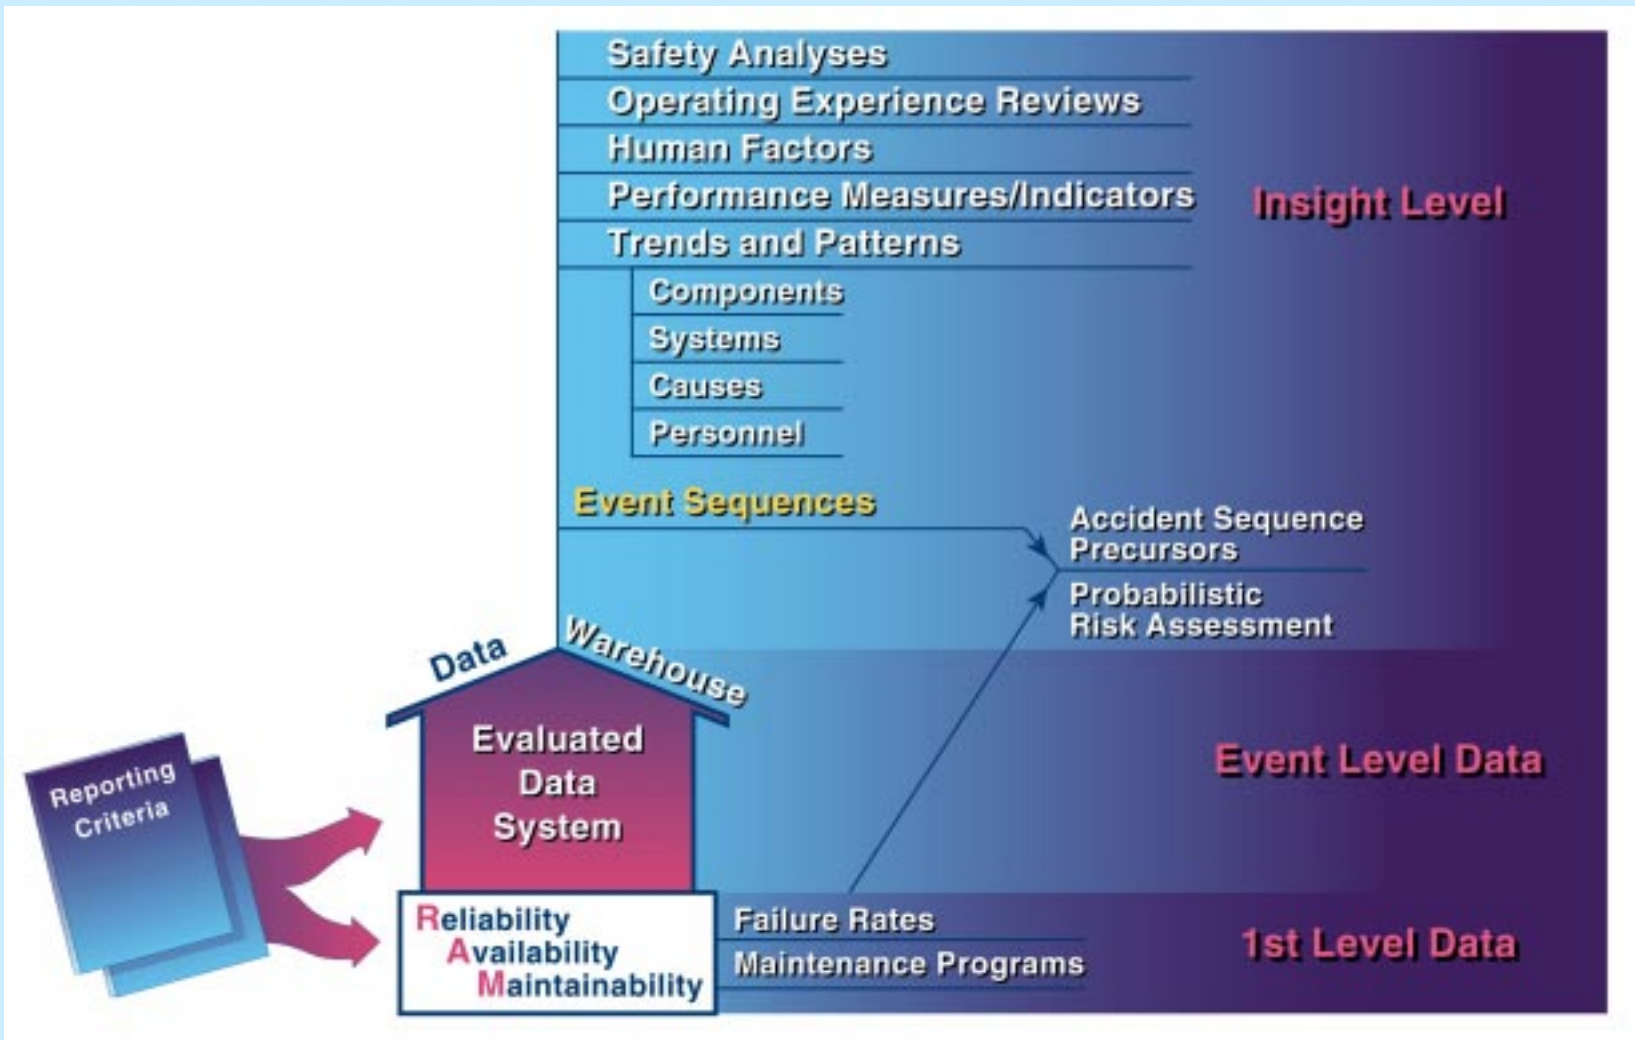 Safety Analyses
Operating Experience Reviews
Human Factors
Performance Measures/Indicators
Insight Level
Trends and Patterns
Components
Systems
Causes
Personnel
Event Sequences
Accident Sequence
Precursors
Probabilistic
Risk Assessment
Data Warehouse
Evaluated
Data
System
Event Level Data
Reporting
Criteria
Reliability
Availability
Maintainability
Failure Rates
Maintenance Programs
1st Level Data